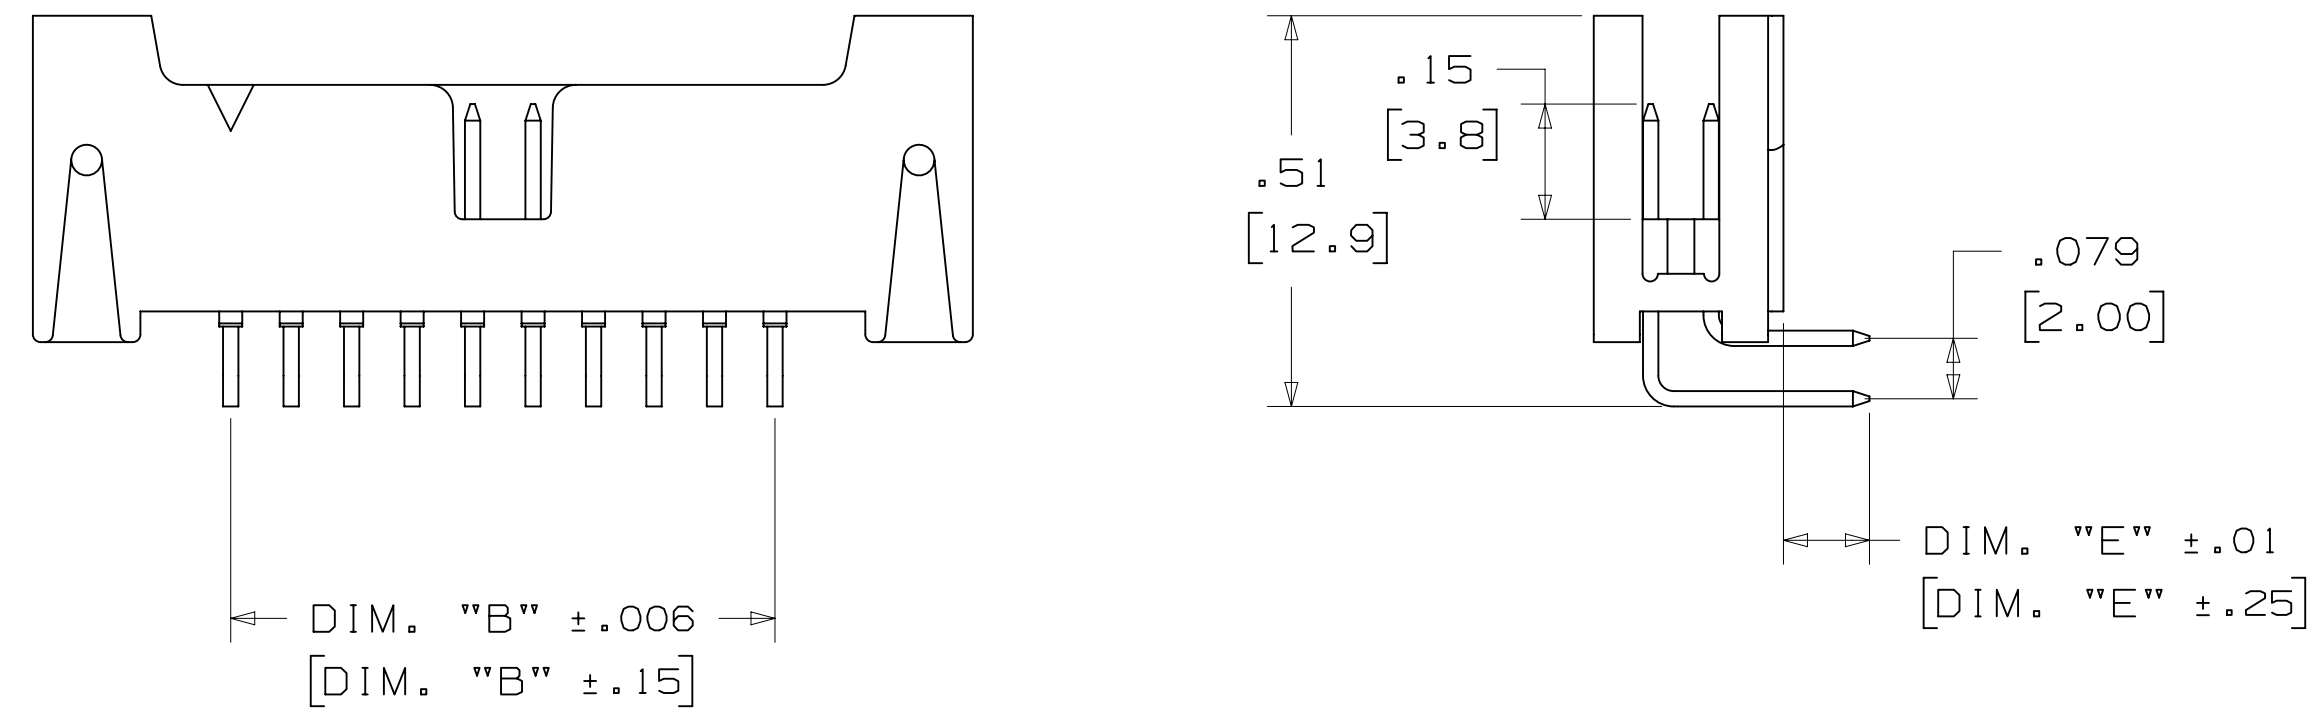 .15
[3.8]
.51
[12.9]
.079
[2.00]
DIM. "E" ±.01
[DIM. "E" ±.25]
DIM. "B" ±.006
[DIM. "B" ±.15]